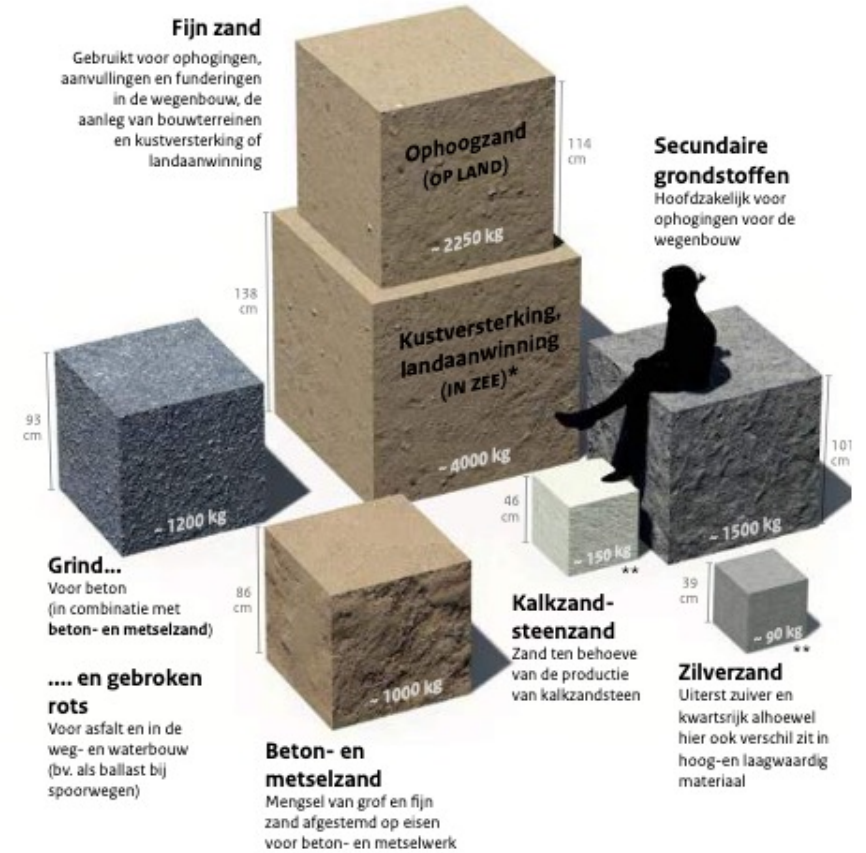 Fijn zand
Gebruikt voor ophogingen,
aanvullingen en funderingen
in de wegenbouw, de
aanleg van bouwterreinen
en kustversterking of
landaanwinning
Ophoogzand
(OP LAND)
~ 2250 kg
114
cm
Secundaire
grondstoffen
Hoofdzakelijk voor
ophogingen voor de
wegenbouw
138
cm
Kustversterking,
landaanwinning
(IN ZEE)*
~ 4000 kg
93
cm
~ 1200 kg
101
cm
~ 1500 kg
46
cm
~ 150 kg
**
Grind...
Voor beton
(in combinatie met
beton- en metselzand)
.... en gebroken
rots
Voor asfalt en in de
weg- en waterbouw
(bv. als ballast bij
spoorwegen)
86
cm
~ 1000 kg
Beton- en
metselzand
Mengsel van grof en fijn
zand afgestemd op eisen
voor beton- en metselwerk
Kalkzand-
steenzand
Zand ten behoeve
van de productie
van kalkzandsteen
39
cm
~ 90 kg
**
Zilverzand
Uiterst zuiver en
kwartsrijk alhoewel
hier ook verschil zit in
hoog-en laagwaardig
materiaal